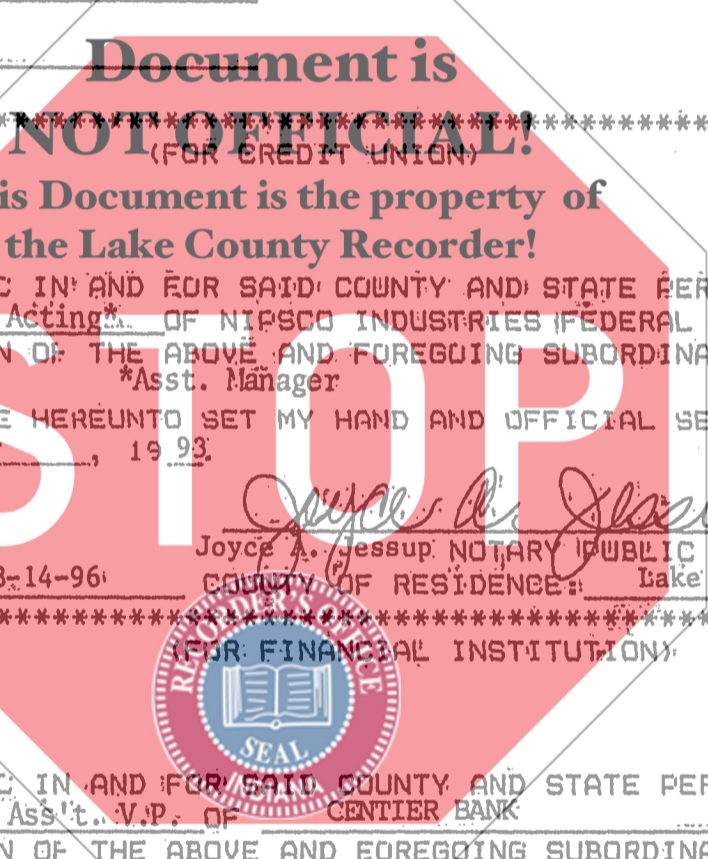 Document is
NOT OFFICIAL!
(FOR CREDIT UNION)
is Document is the property of
the Lake County Recorder!
C IN AND FOR SAID COUNTY AND STATE PER
Acting* OF NIPSCO INDUSTRIES FEDERAL
N OF THE ABOVE AND FOREGOING SUBORDINA
*Asst. Manager
E HEREUNTO SET MY HAND AND OFFICIAL SE
STOP
, 19 93.
Joyce A. Jessup NOTARY PUBLIC
-14-96 COUNTY OF RESIDENCE: Lake
********************************
(FOR FINANCIAL INSTITUTION)
RECORDER'S OFFICE
SEAL
INDIANA
C IN AND FOR SAID COUNTY AND STATE PER
Ass't. V.P. OF CENTIER BANK
N OF THE ABOVE AND FOREGOING SUBORDINA